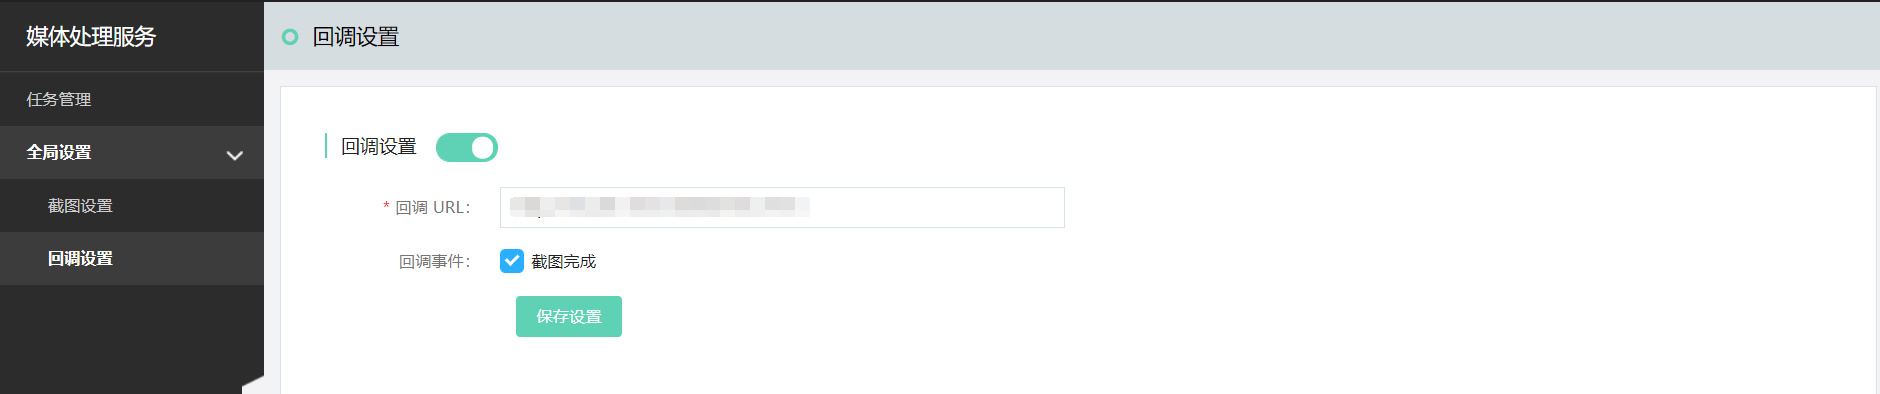 媒体处理服务
任务管理
全局设置
截图设置
回调设置
回调设置
回调设置
* 回调 URL：
回调事件：
截图完成
保存设置